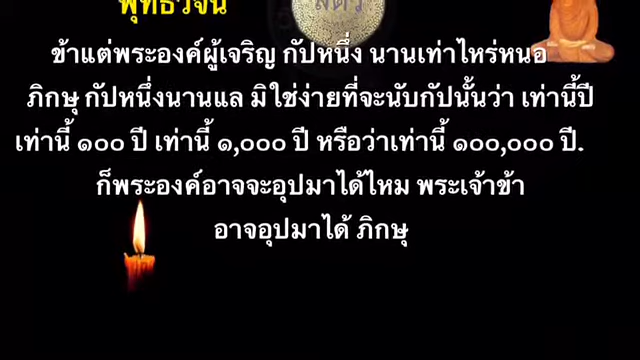 พุทธวจน
ข้าแต่พระองค์ผู้เจริญ กัปหนึ่ง นานเท่าไหร่หนอ
ภิกษุ กัปหนึ่งนานแล มิใช่ง่ายที่จะนับกัปนั้นว่า เท่านี้ปี
เท่านี้ ๑๐๐ ปี เท่านี้ ๑,๐๐๐ ปี หรือว่าเท่านี้ ๑๐๐,๐๐๐ ปี.
ก็พระองค์อาจจะอุปมาได้ไหม พระเจ้าข้า
อาจอุปมาได้ ภิกษุ